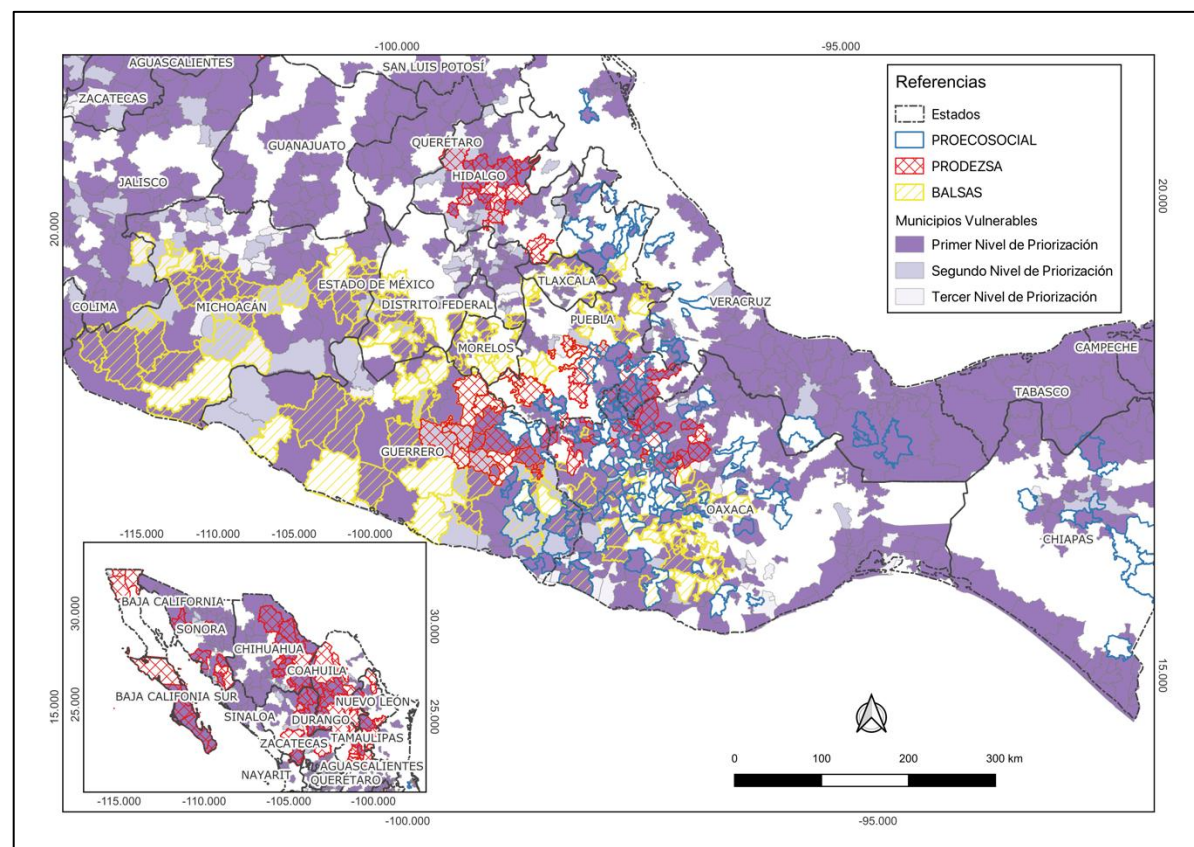 -100.000
-95.000
AGUASCALIENTES
SAN LUIS POTOSÍ
ZACATECAS
GUANAJUATO
QUERÉTARO
HIDALGO
JALISCO
20.000
20.000
TLAXCALA
ESTADO DE MÉXICO
DISTRITO FEDERAL
VERACRUZ
COLIMA
MICHOACÁN
PUEBLA
MORELOS
CAMPECHE
TABASCO
GUERRERO
OAXACA
CHIAPAS
Referencias
Estados
PROECOSOCIAL
PRODEZSA
BALSAS
Municipios Vulnerables
Primer Nivel de Priorización
Segundo Nivel de Priorización
Tercer Nivel de Priorización
-115.000
-110.000
-105.000
-100.000
BAJA CALIFORNIA
SONORA
30.000
30.000
CHIHUAHUA
COAHUILA
BAJA CALIFONIA SUR
NUEVO LEÓN
SINALOA
DURANGO
15.000
25.000
25.000
15.000
ZACATECAS
TAMAULIPAS
NAYARIT
AGUASCALIENTES
QUERÉTARO
-115.000
-110.000
-105.000
-100.000
0
100
200
300 km
-100.000
-95.000